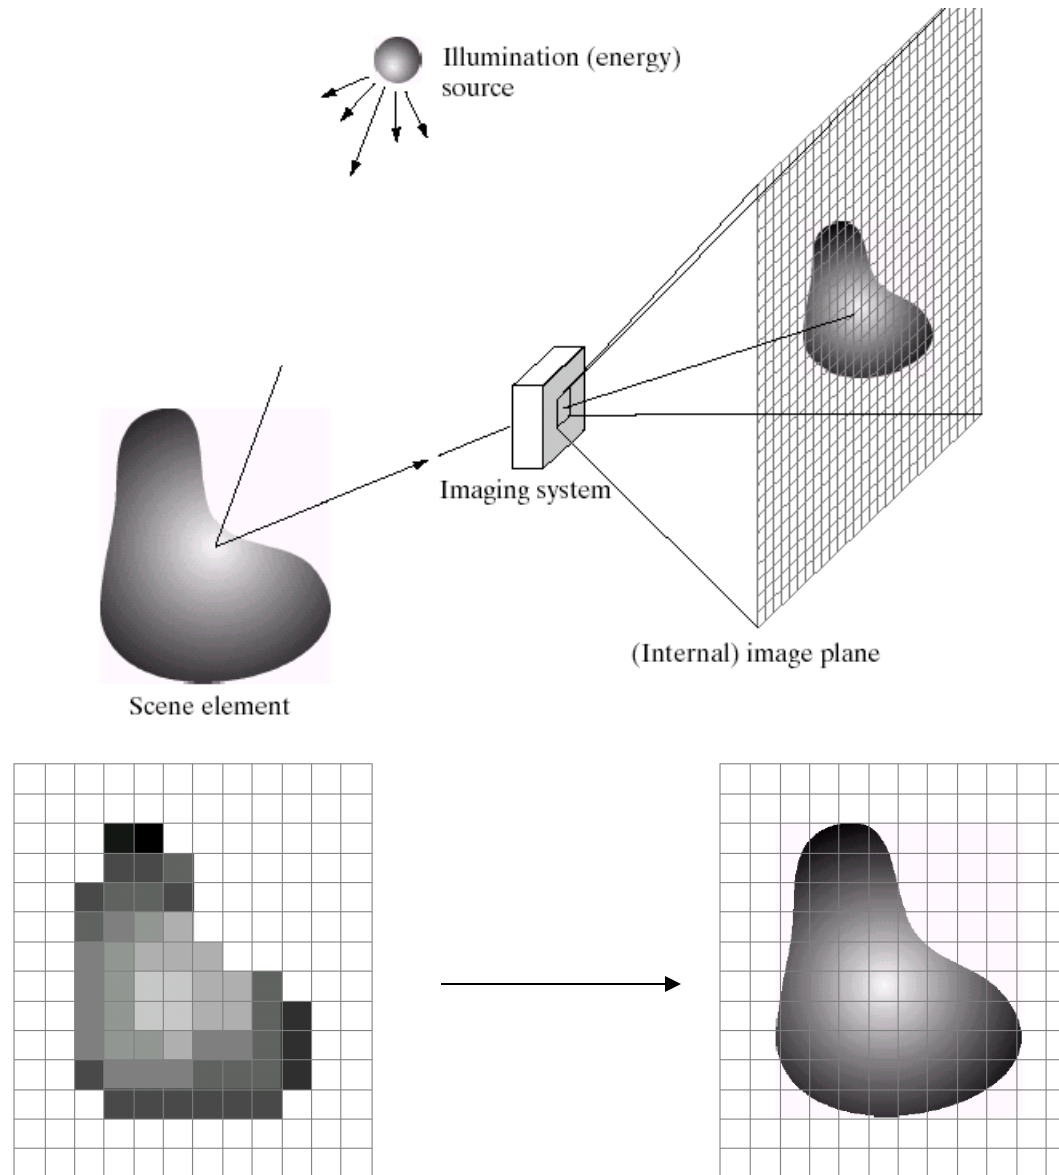 Illumination (energy)
source
Imaging system
(Internal) image plane
Scene element